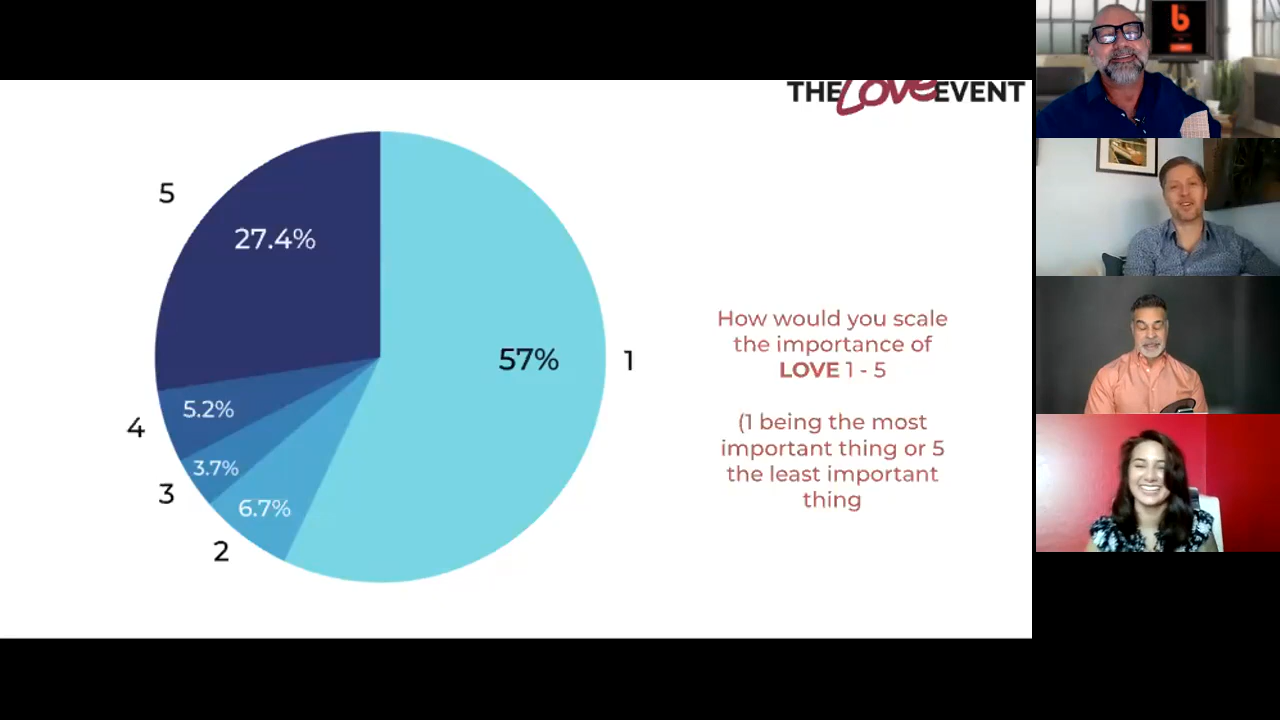 THE LOVE EVENT
5
27.4%
57%
1
5.2%
4
3.7%
3
6.7%
2
How would you scale
the importance of
LOVE 1 - 5
(1 being the most
important thing or 5
the least important
thing
b